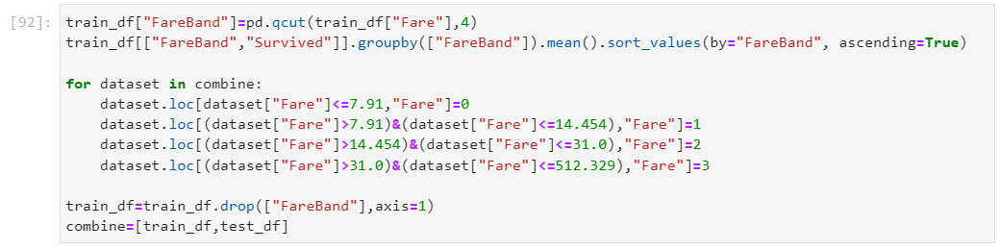 [92]: train_df["FareBand"]=pd.qcut(train_df["Fare"],4)
train_df[["FareBand","Survived"]].groupby(["FareBand"]).mean().sort_values(by="FareBand", ascending=True)
for dataset in combine:
dataset.loc[dataset["Fare"]<=7.91,"Fare"]=0
dataset.loc[(dataset["Fare"]>7.91)&(dataset["Fare"]<=14.454),"Fare"]=1
dataset.loc[(dataset["Fare"]>14.454)&(dataset["Fare"]<=31.0),"Fare"]=2
dataset.loc[(dataset["Fare"]>31.0)&(dataset["Fare"]<=512.329),"Fare"]=3
train_df=train_df.drop(["FareBand"],axis=1)
combine=[train_df,test_df]